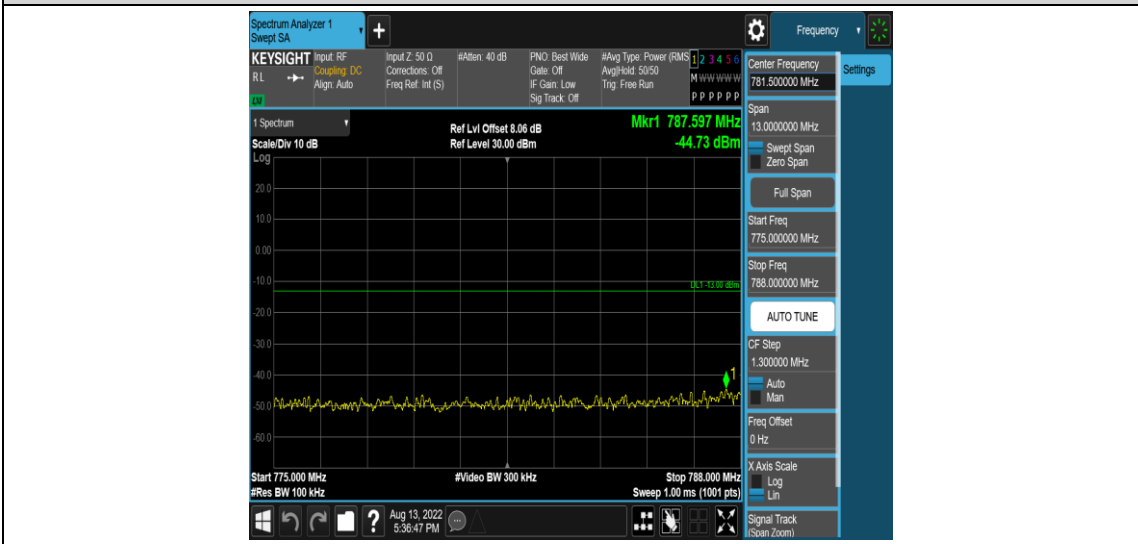 Spectrum Analyzer 1
Swept SA
+
Frequency
KEYSIGHT
RL
LXI
Input: RF
Coupling: DC
Align: Auto
Input Z: 50 Ω
Corrections: Off
Freq Ref: Int (S)
#Atten: 40 dB
PNO: Best Wide
Gate: Off
IF Gain: Low
Sig Track: Off
#Avg Type: Power (RMS
Avg|Hold: 50/50
Trig: Free Run
1 2 3 4 5 6
M W W W W W
P P P P P P
1 Spectrum
Scale/Div 10 dB
Log
Ref Lvl Offset 8.06 dB
Ref Level 30.00 dBm
Mkr1 787.597 MHz
-44.73 dBm
20.0
10.0
0.00
-10.0
DL1 -13.00 dBm
-20.0
-30.0
-40.0
1
-50.0
-60.0
Start 775.000 MHz
#Video BW 300 kHz
Stop 788.000 MHz
#Res BW 100 kHz
Sweep 1.00 ms (1001 pts)
?
Aug 13, 2022
5:36:47 PM
Center Frequency
781.500000 MHz
Settings
Span
13.0000000 MHz
Swept Span
Zero Span
Full Span
Start Freq
775.000000 MHz
Stop Freq
788.000000 MHz
AUTO TUNE
CF Step
1.300000 MHz
Auto
Man
Freq Offset
0 Hz
X Axis Scale
Log
Lin
Signal Track
(Span Zoom)